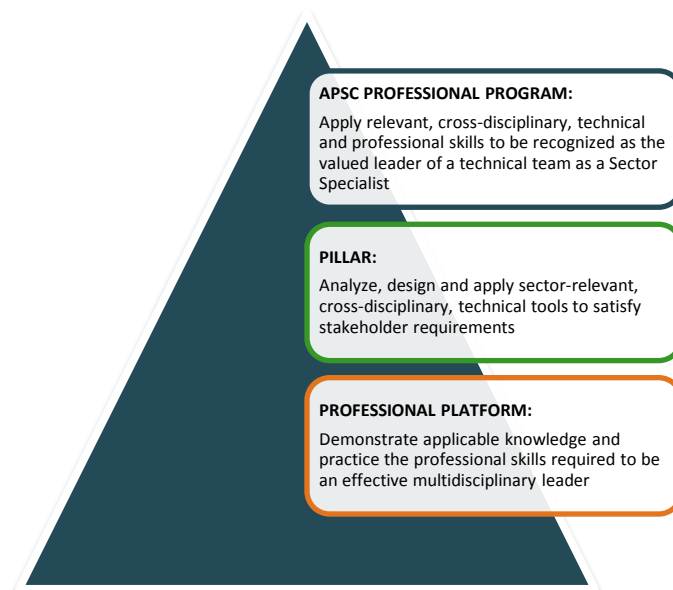 APSC PROFESSIONAL PROGRAM:
Apply relevant, cross-disciplinary, technical
and professional skills to be recognized as the
valued leader of a technical team as a Sector
Specialist
PILLAR:
Analyze, design and apply sector-relevant,
cross-disciplinary, technical tools to satisfy
stakeholder requirements
PROFESSIONAL PLATFORM:
Demonstrate applicable knowledge and
practice the professional skills required to be
an effective multidisciplinary leader